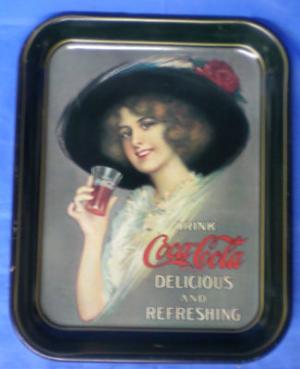 DRINK
Coca-Cola
DELICIOUS
AND
REFRESHING